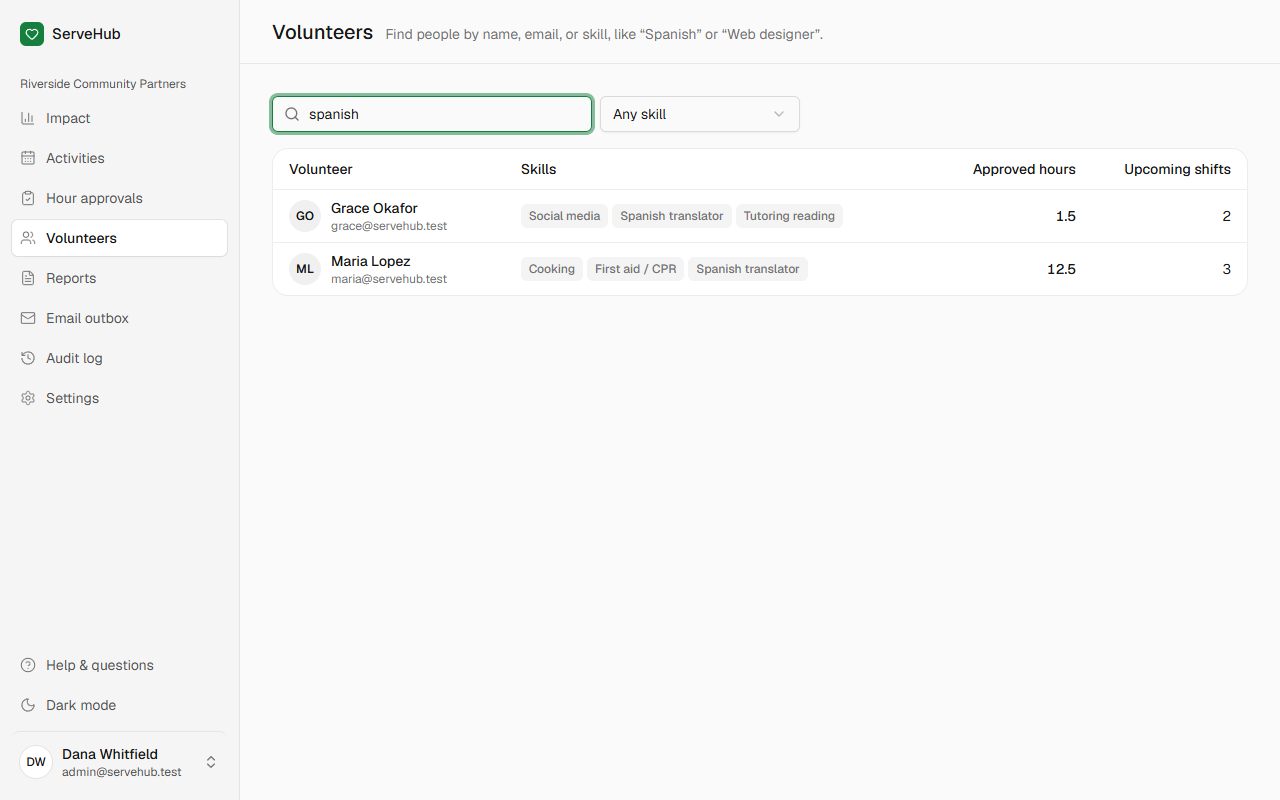 ServeHub
Riverside Community Partners
Impact
Activities
Hour approvals
Volunteers
Reports
Email outbox
Audit log
Settings
Help & questions
Dark mode
DW
Dana Whitfield
admin@servehub.test
Volunteers Find people by name, email, or skill, like “Spanish” or “Web designer”.
spanish Any skill
Volunteer Skills Approved hours Upcoming shifts
GO Grace Okafor Social media Spanish translator Tutoring reading 1.5 2
grace@servehub.test
ML Maria Lopez Cooking First aid / CPR Spanish translator 12.5 3
maria@servehub.test